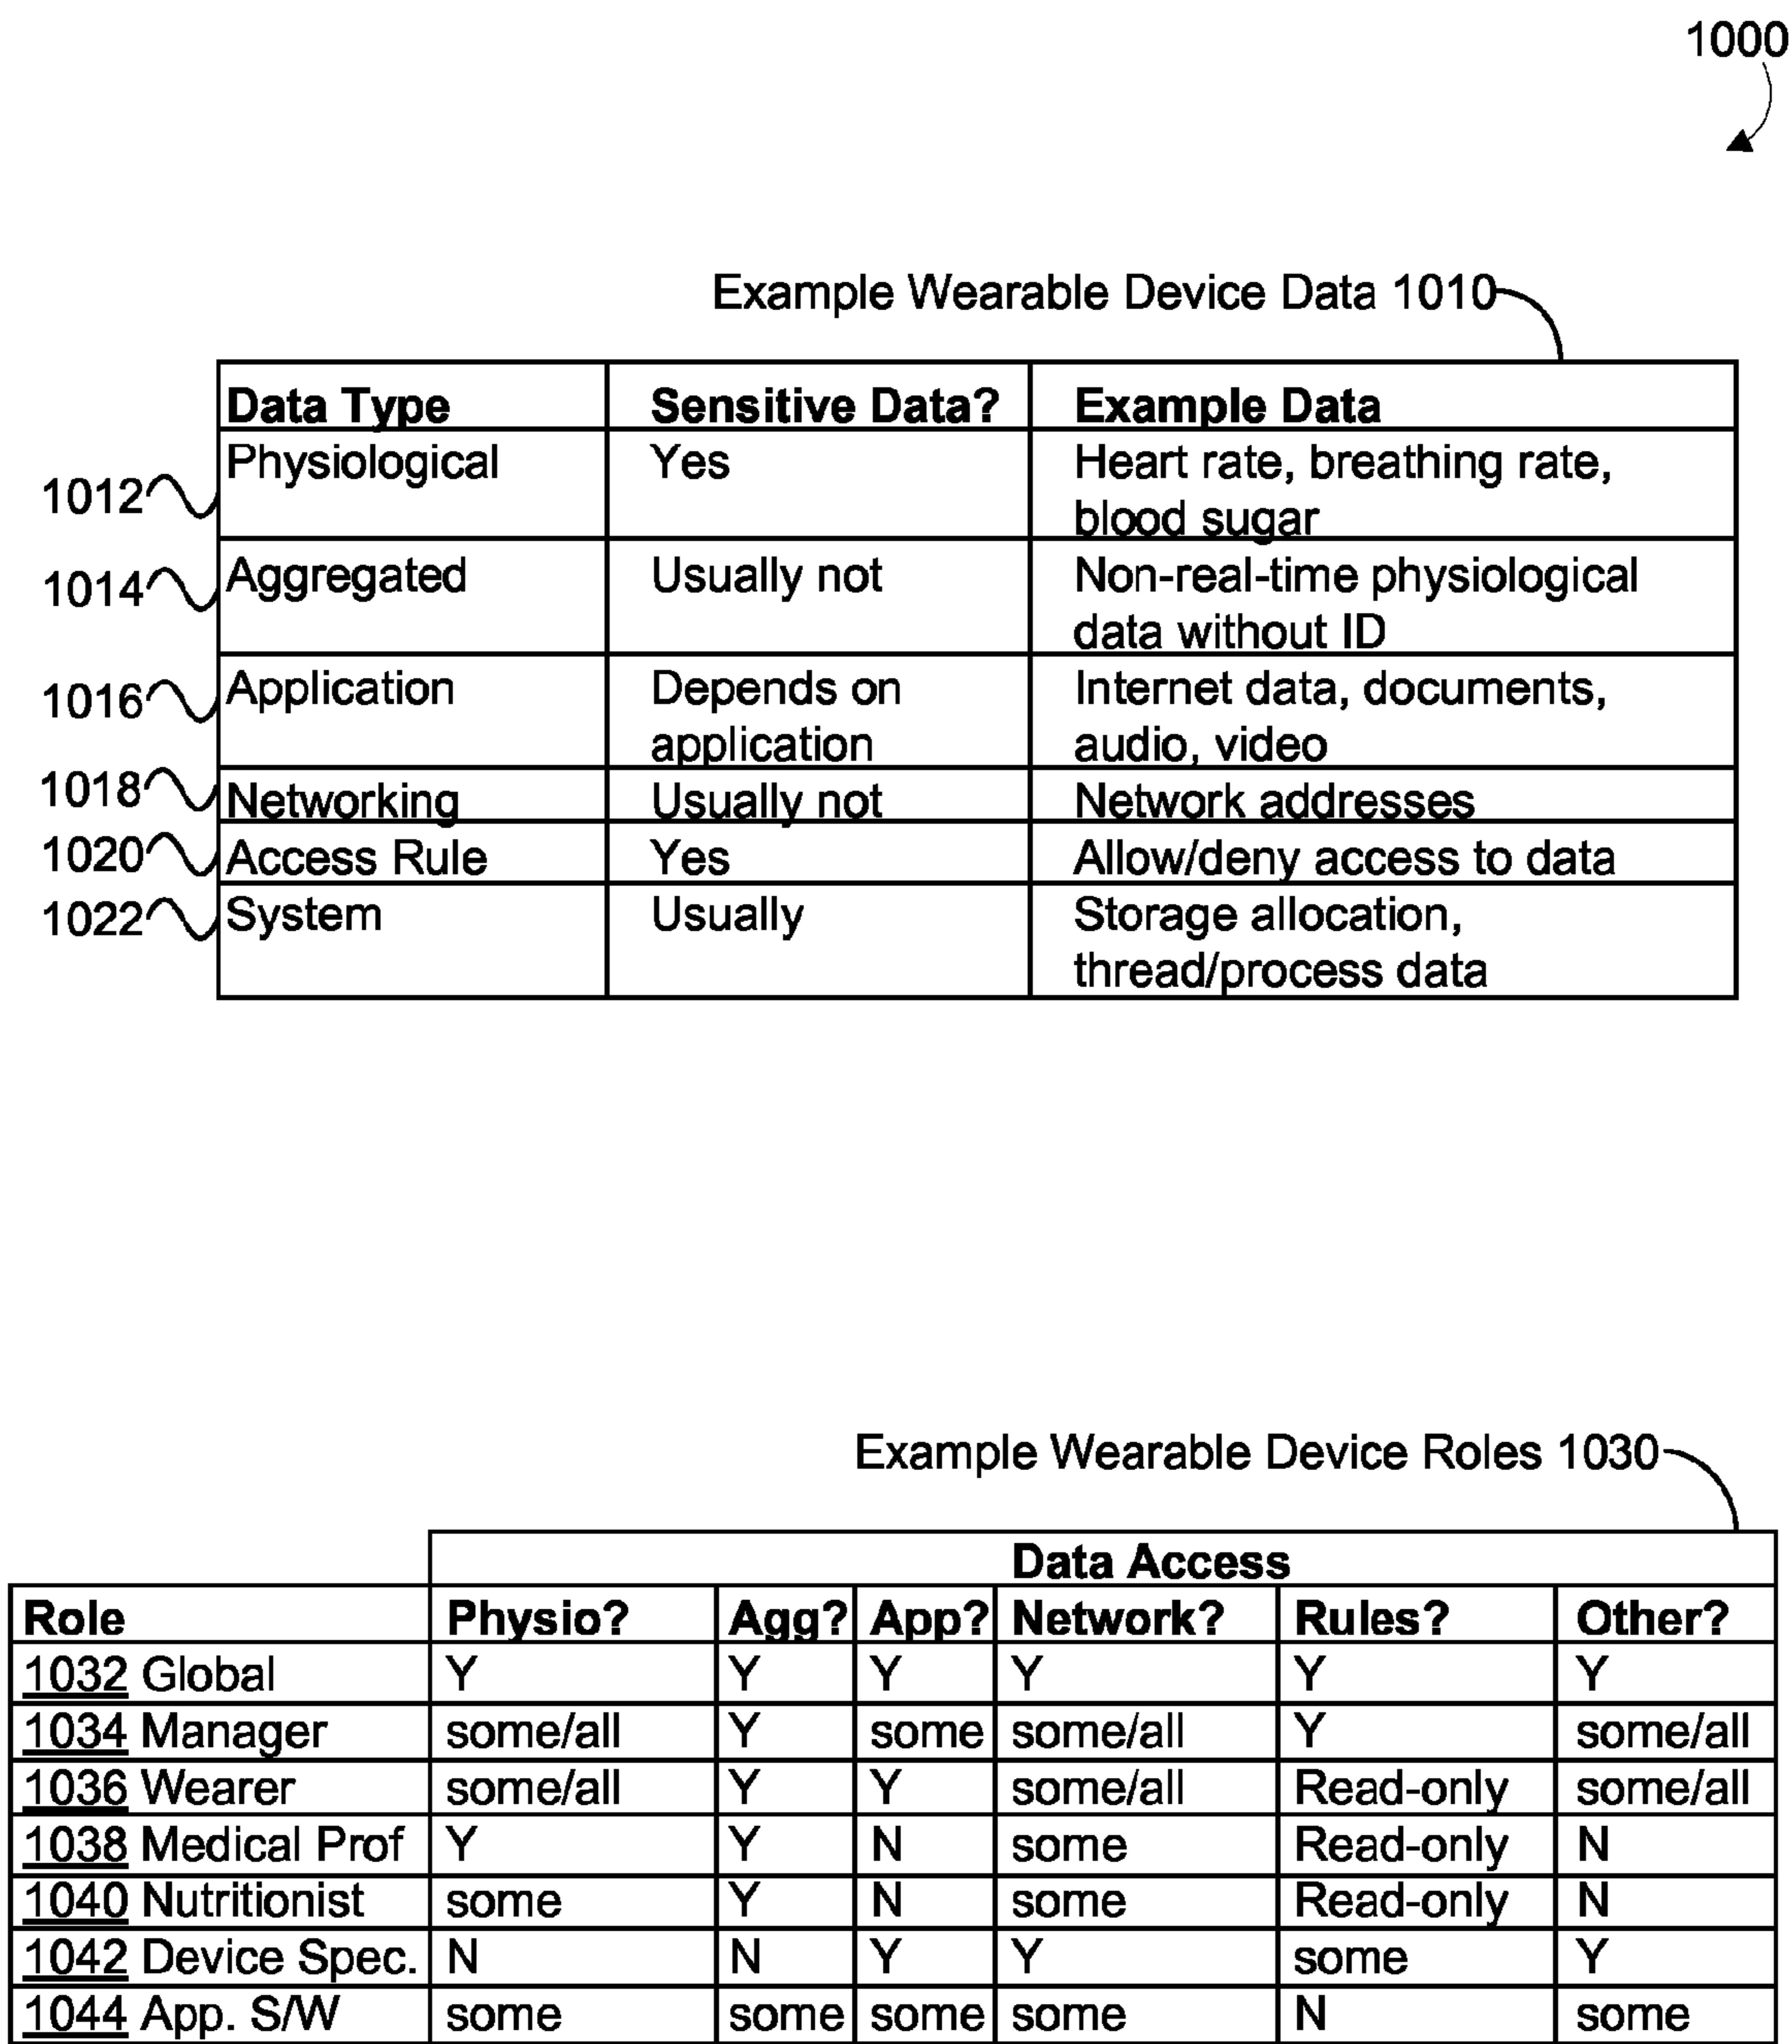 1000
Example Wearable Device Data 1010
Data Type Sensitive Data? Example Data
1012 Physiological Yes Heart rate, breathing rate,
blood sugar
1014 Aggregated Usually not Non-real-time physiological
data without ID
1016 Application Depends on Internet data, documents,
application audio, video
1018 Networking Usually not Network addresses
1020 Access Rule Yes Allow/deny access to data
1022 System Usually Storage allocation,
thread/process data
Example Wearable Device Roles 1030
Data Access
Role Physio? Agg? App? Network? Rules? Other?
1032 Global Y Y Y Y Y Y
1034 Manager some/all Y some some/all Y some/all
1036 Wearer some/all Y Y some/all Read-only some/all
1038 Medical Prof Y Y N some Read-only N
1040 Nutritionist some Y N some Read-only N
1042 Device Spec. N N Y Y some Y
1044 App. S/W some some some some N some